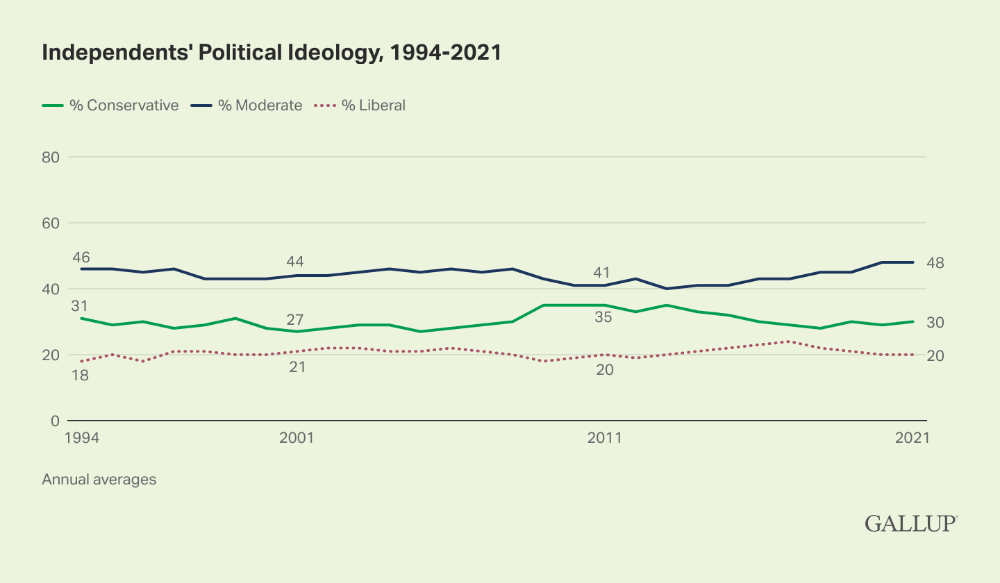 Independents' Political Ideology, 1994-2021
% Conservative % Moderate % Liberal
80
60
46 44 41 48
40
31 27 35 30
20
18 21 20 20
0
1994 2001 2011 2021
Annual averages
GALLUP®